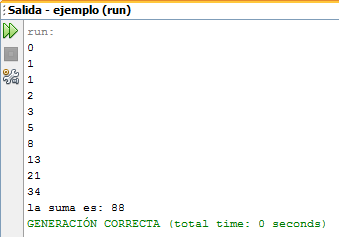 Salida - ejemplo (run)
run:
0
1
1
2
3
5
8
13
21
34
la suma es: 88
GENERACIÓN CORRECTA (total time: 0 seconds)